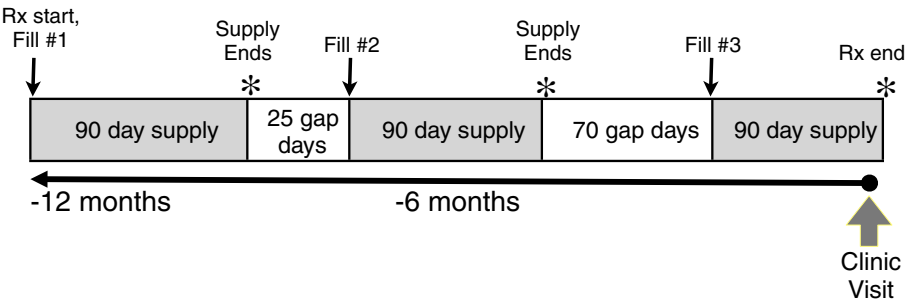 Rx start,
Fill #1
Supply
Ends
Fill #2
Supply
Ends
Fill #3
Rx end
*
*
*
90 day supply
25 gap
days
90 day supply
70 gap days
90 day supply
-12 months
-6 months
Clinic
Visit